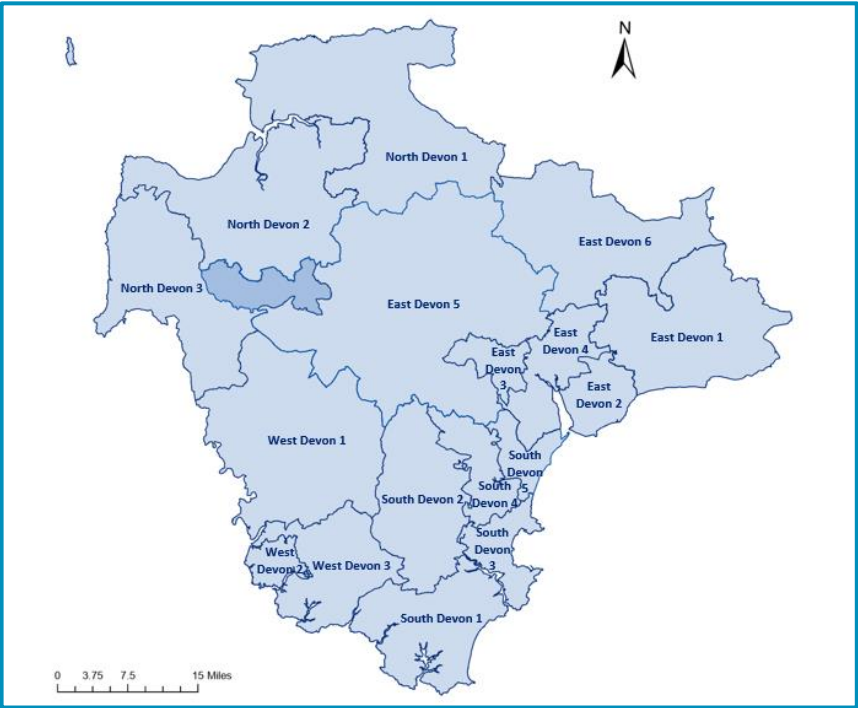 N
North Devon 1
North Devon 2
East Devon 6
North Devon 3
East Devon 5
East
Devon 4
East Devon 1
East
Devon
3
East
Devon 2
West Devon 1
South
Devon
5
South Devon 2
South
Devon 4
South
Devon
3
West
Devon 2
West Devon 3
South Devon 1
0 3.75 7.5 15 Miles